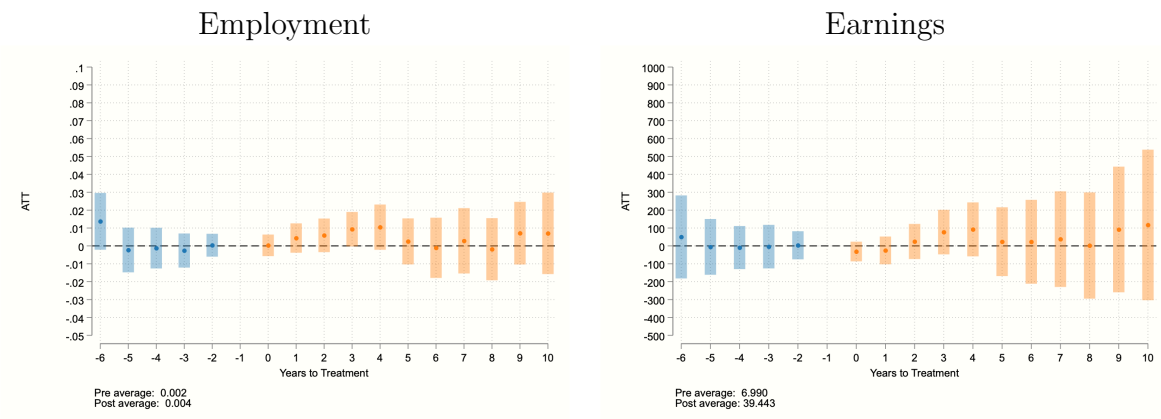 Employment
.1
.09
.08
.07
.06
.05
.04
.03
.02
.01
0
-.01
-.02
-.03
-.04
-.05
ATT
-6 -5 -4 -3 -2 -1 0 1 2 3 4 5 6 7 8 9 10
Years to Treatment
Pre average: 0.002
Post average: 0.004
Earnings
1000
900
800
700
600
500
400
300
200
100
0
-100
-200
-300
-400
-500
ATT
-6 -5 -4 -3 -2 -1 0 1 2 3 4 5 6 7 8 9 10
Years to Treatment
Pre average: 6.990
Post average: 39.443